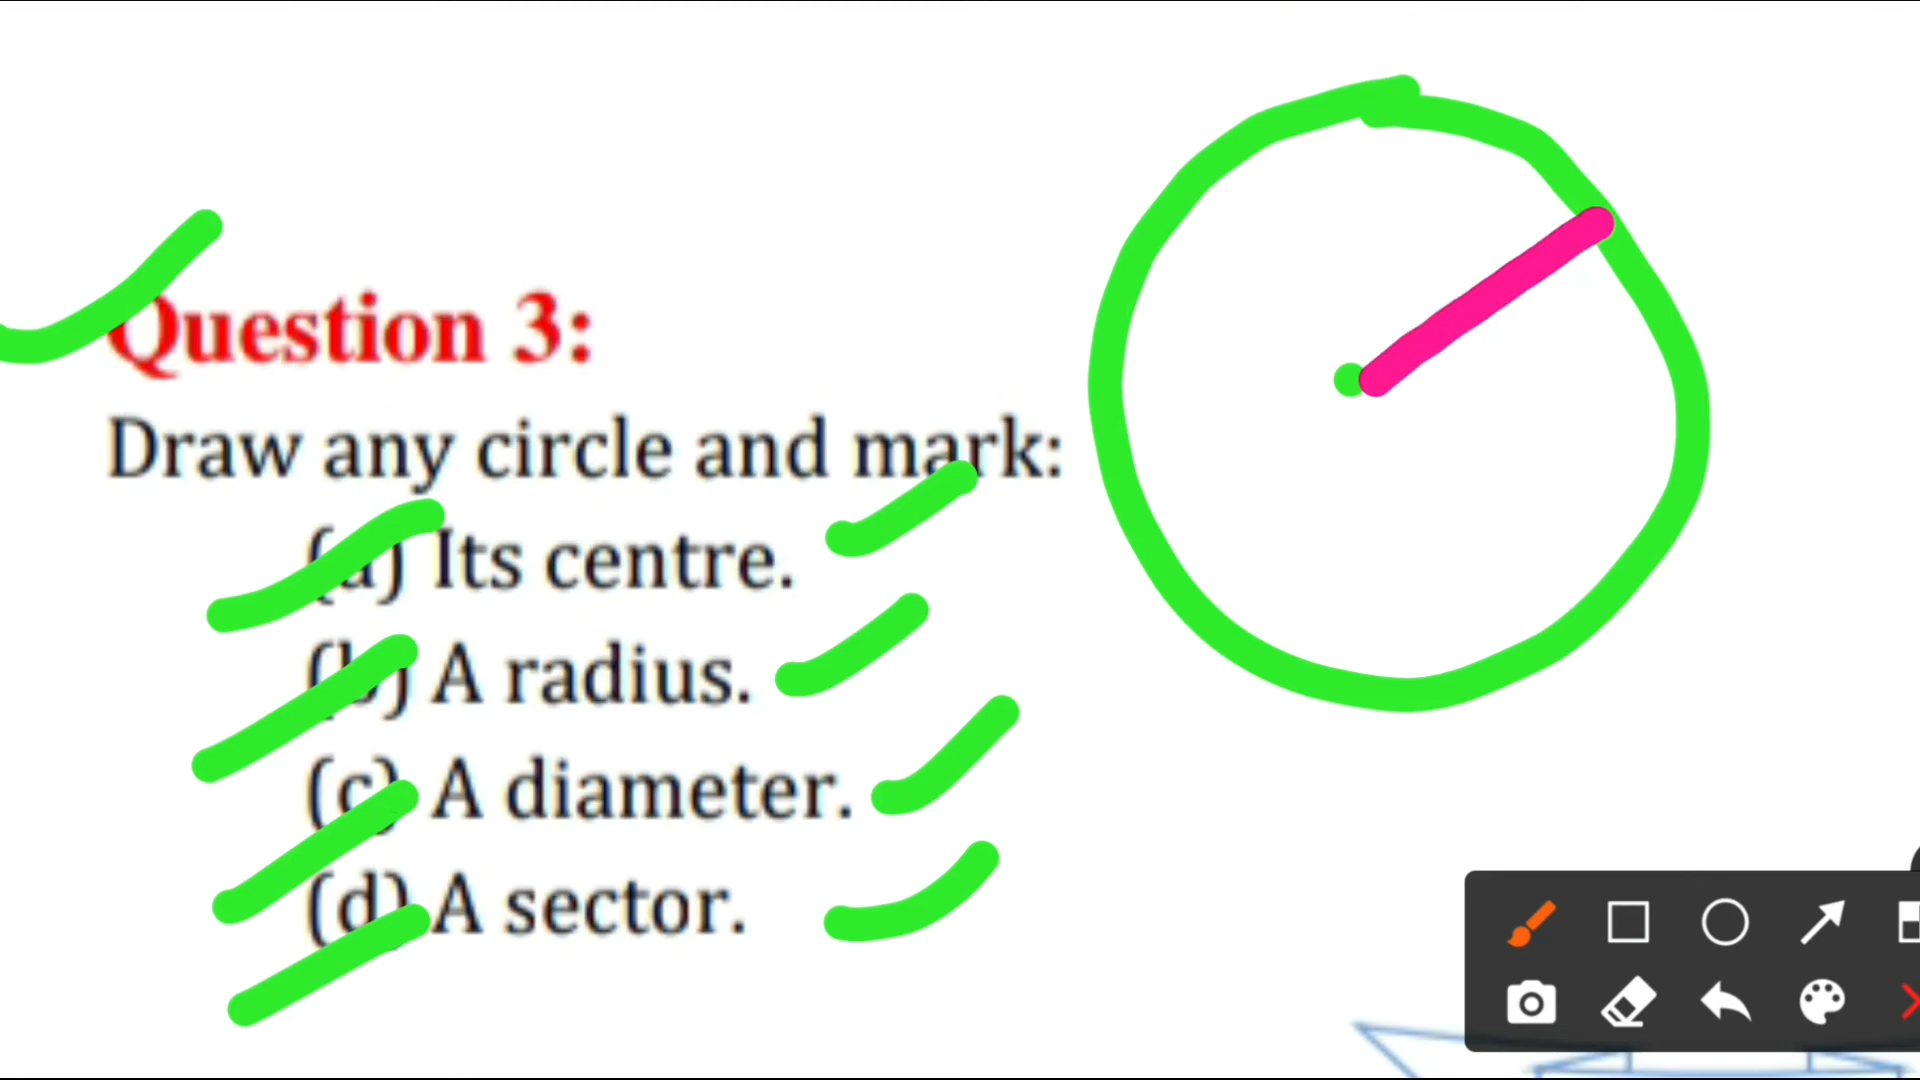 Question 3:
Draw any circle and mark:
(a) Its centre.
(b) A radius.
(c) A diameter.
(d) A sector.